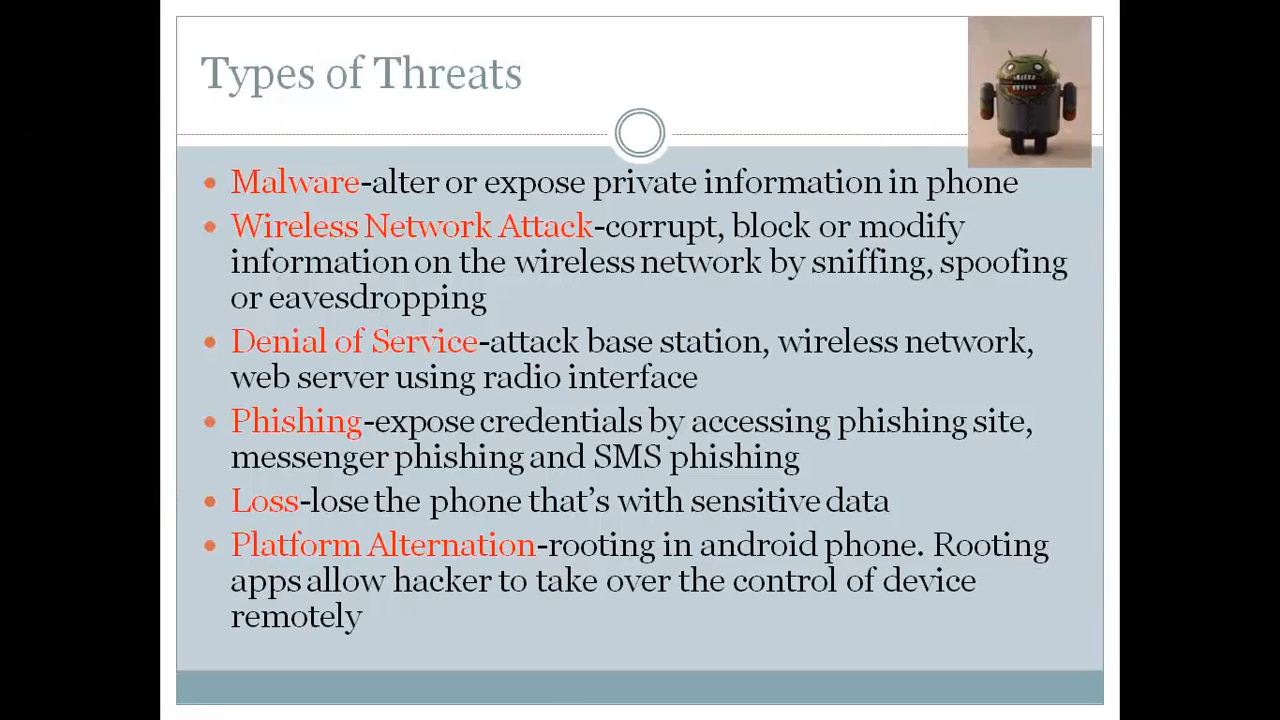 Types of Threats
Malware-alter or expose private information in phone
Wireless Network Attack-corrupt, block or modify
information on the wireless network by sniffing, spoofing
or eavesdropping
Denial of Service-attack base station, wireless network,
web server using radio interface
Phishing-expose credentials by accessing phishing site,
messenger phishing and SMS phishing
Loss-lose the phone that’s with sensitive data
Platform Alternation-rooting in android phone. Rooting
apps allow hacker to take over the control of device
remotely